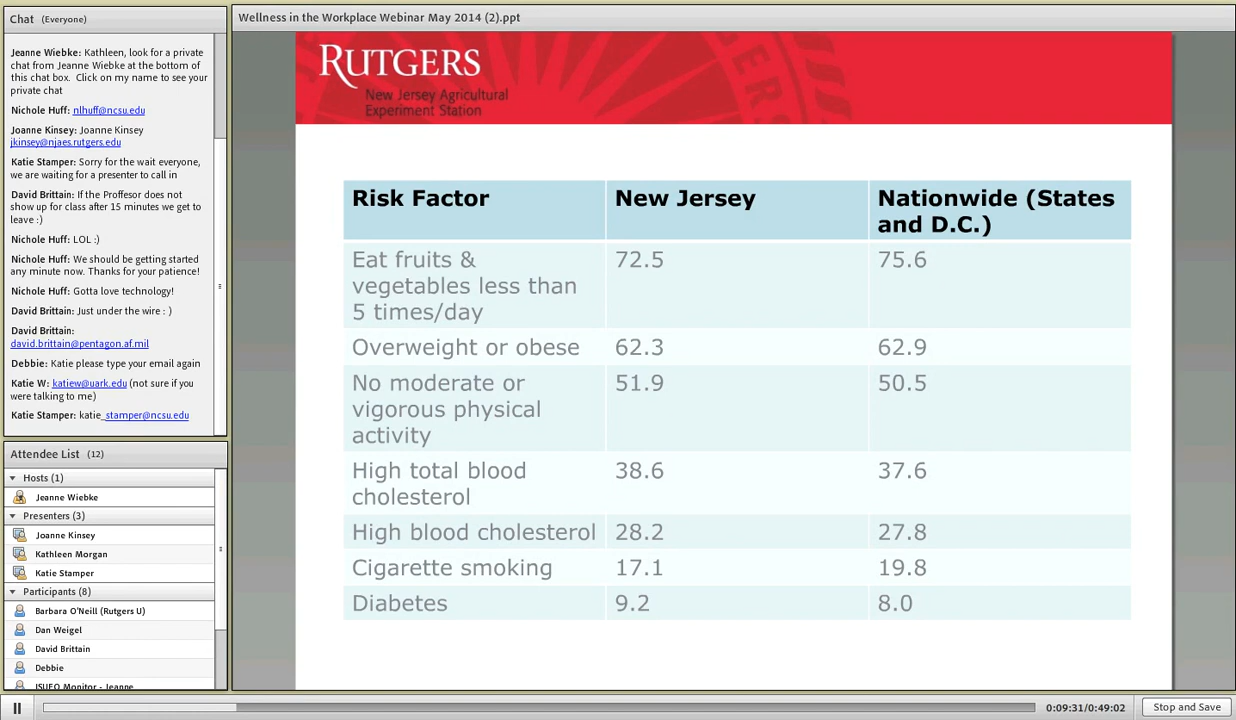 Chat (Everyone)
Jeanne Wiebke: Kathleen, look for a private
chat from Jeanne Wiebke at the bottom of
this chat box. Click on my name to see your
private chat
Nichole Huff: nlhuff@ncsu.edu
Joanne Kinsey: Joanne Kinsey
jkinsey@njaes.rutgers.edu
Katie Stamper: Sorry for the wait everyone,
we are waiting for a presenter to call in
David Brittain: If the Proffesor does not
show up for class after 15 minutes we get to
leave :)
Nichole Huff: LOL :)
Nichole Huff: We should be getting started
any minute now. Thanks for your patience!
Nichole Huff: Gotta love technology!
David Brittain: Just under the wire : )
David Brittain:
david.brittain@pentagon.af.mil
Debbie: Katie please type your email again
Katie W: katiew@uark.edu (not sure if you
were talking to me)
Katie Stamper: katie_stamper@ncsu.edu
Attendee List (12)
Hosts (1)
Jeanne Wiebke
Presenters (3)
Joanne Kinsey
Kathleen Morgan
Katie Stamper
Participants (8)
Barbara O'Neill (Rutgers U)
Dan Weigel
David Brittain
Debbie
ISUEO Monitor - Jeanne
Wellness in the Workplace Webinar May 2014 (2).ppt
RUTGERS
New Jersey Agricultural
Experiment Station
Risk Factor New Jersey Nationwide (States
and D.C.)
Eat fruits & 72.5 75.6
vegetables less than
5 times/day
Overweight or obese 62.3 62.9
No moderate or 51.9 50.5
vigorous physical
activity
High total blood 38.6 37.6
cholesterol
High blood cholesterol 28.2 27.8
Cigarette smoking 17.1 19.8
Diabetes 9.2 8.0
0:09:31/0:49:02 Stop and Save